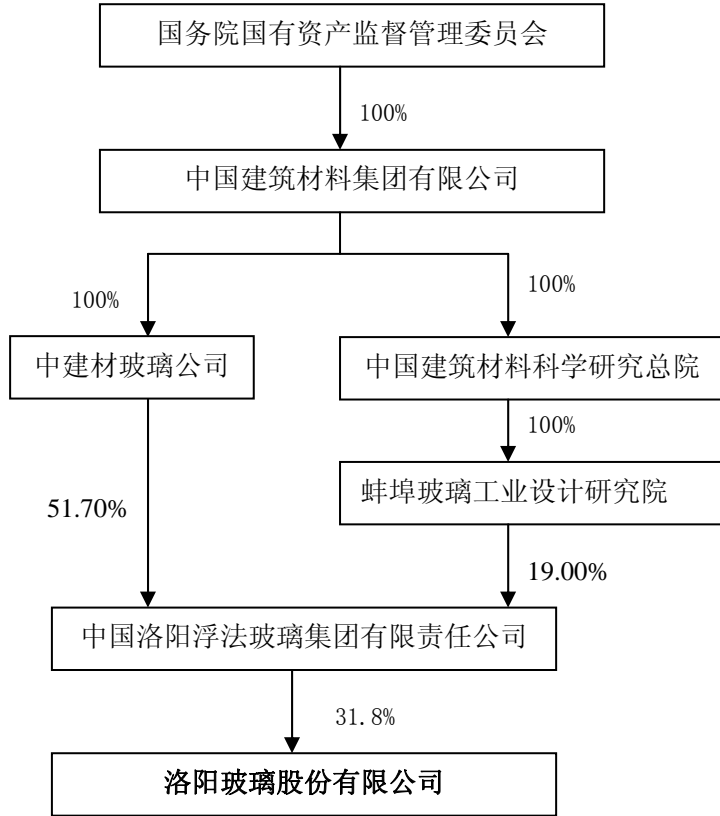 国务院国有资产监督管理委员会
100%
中国建筑材料集团有限公司
100%
100%
中建材玻璃公司
中国建筑材料科学研究总院
100%
蚌埠玻璃工业设计研究院
51.70%
19.00%
中国洛阳浮法玻璃集团有限责任公司
31.8%
洛阳玻璃股份有限公司